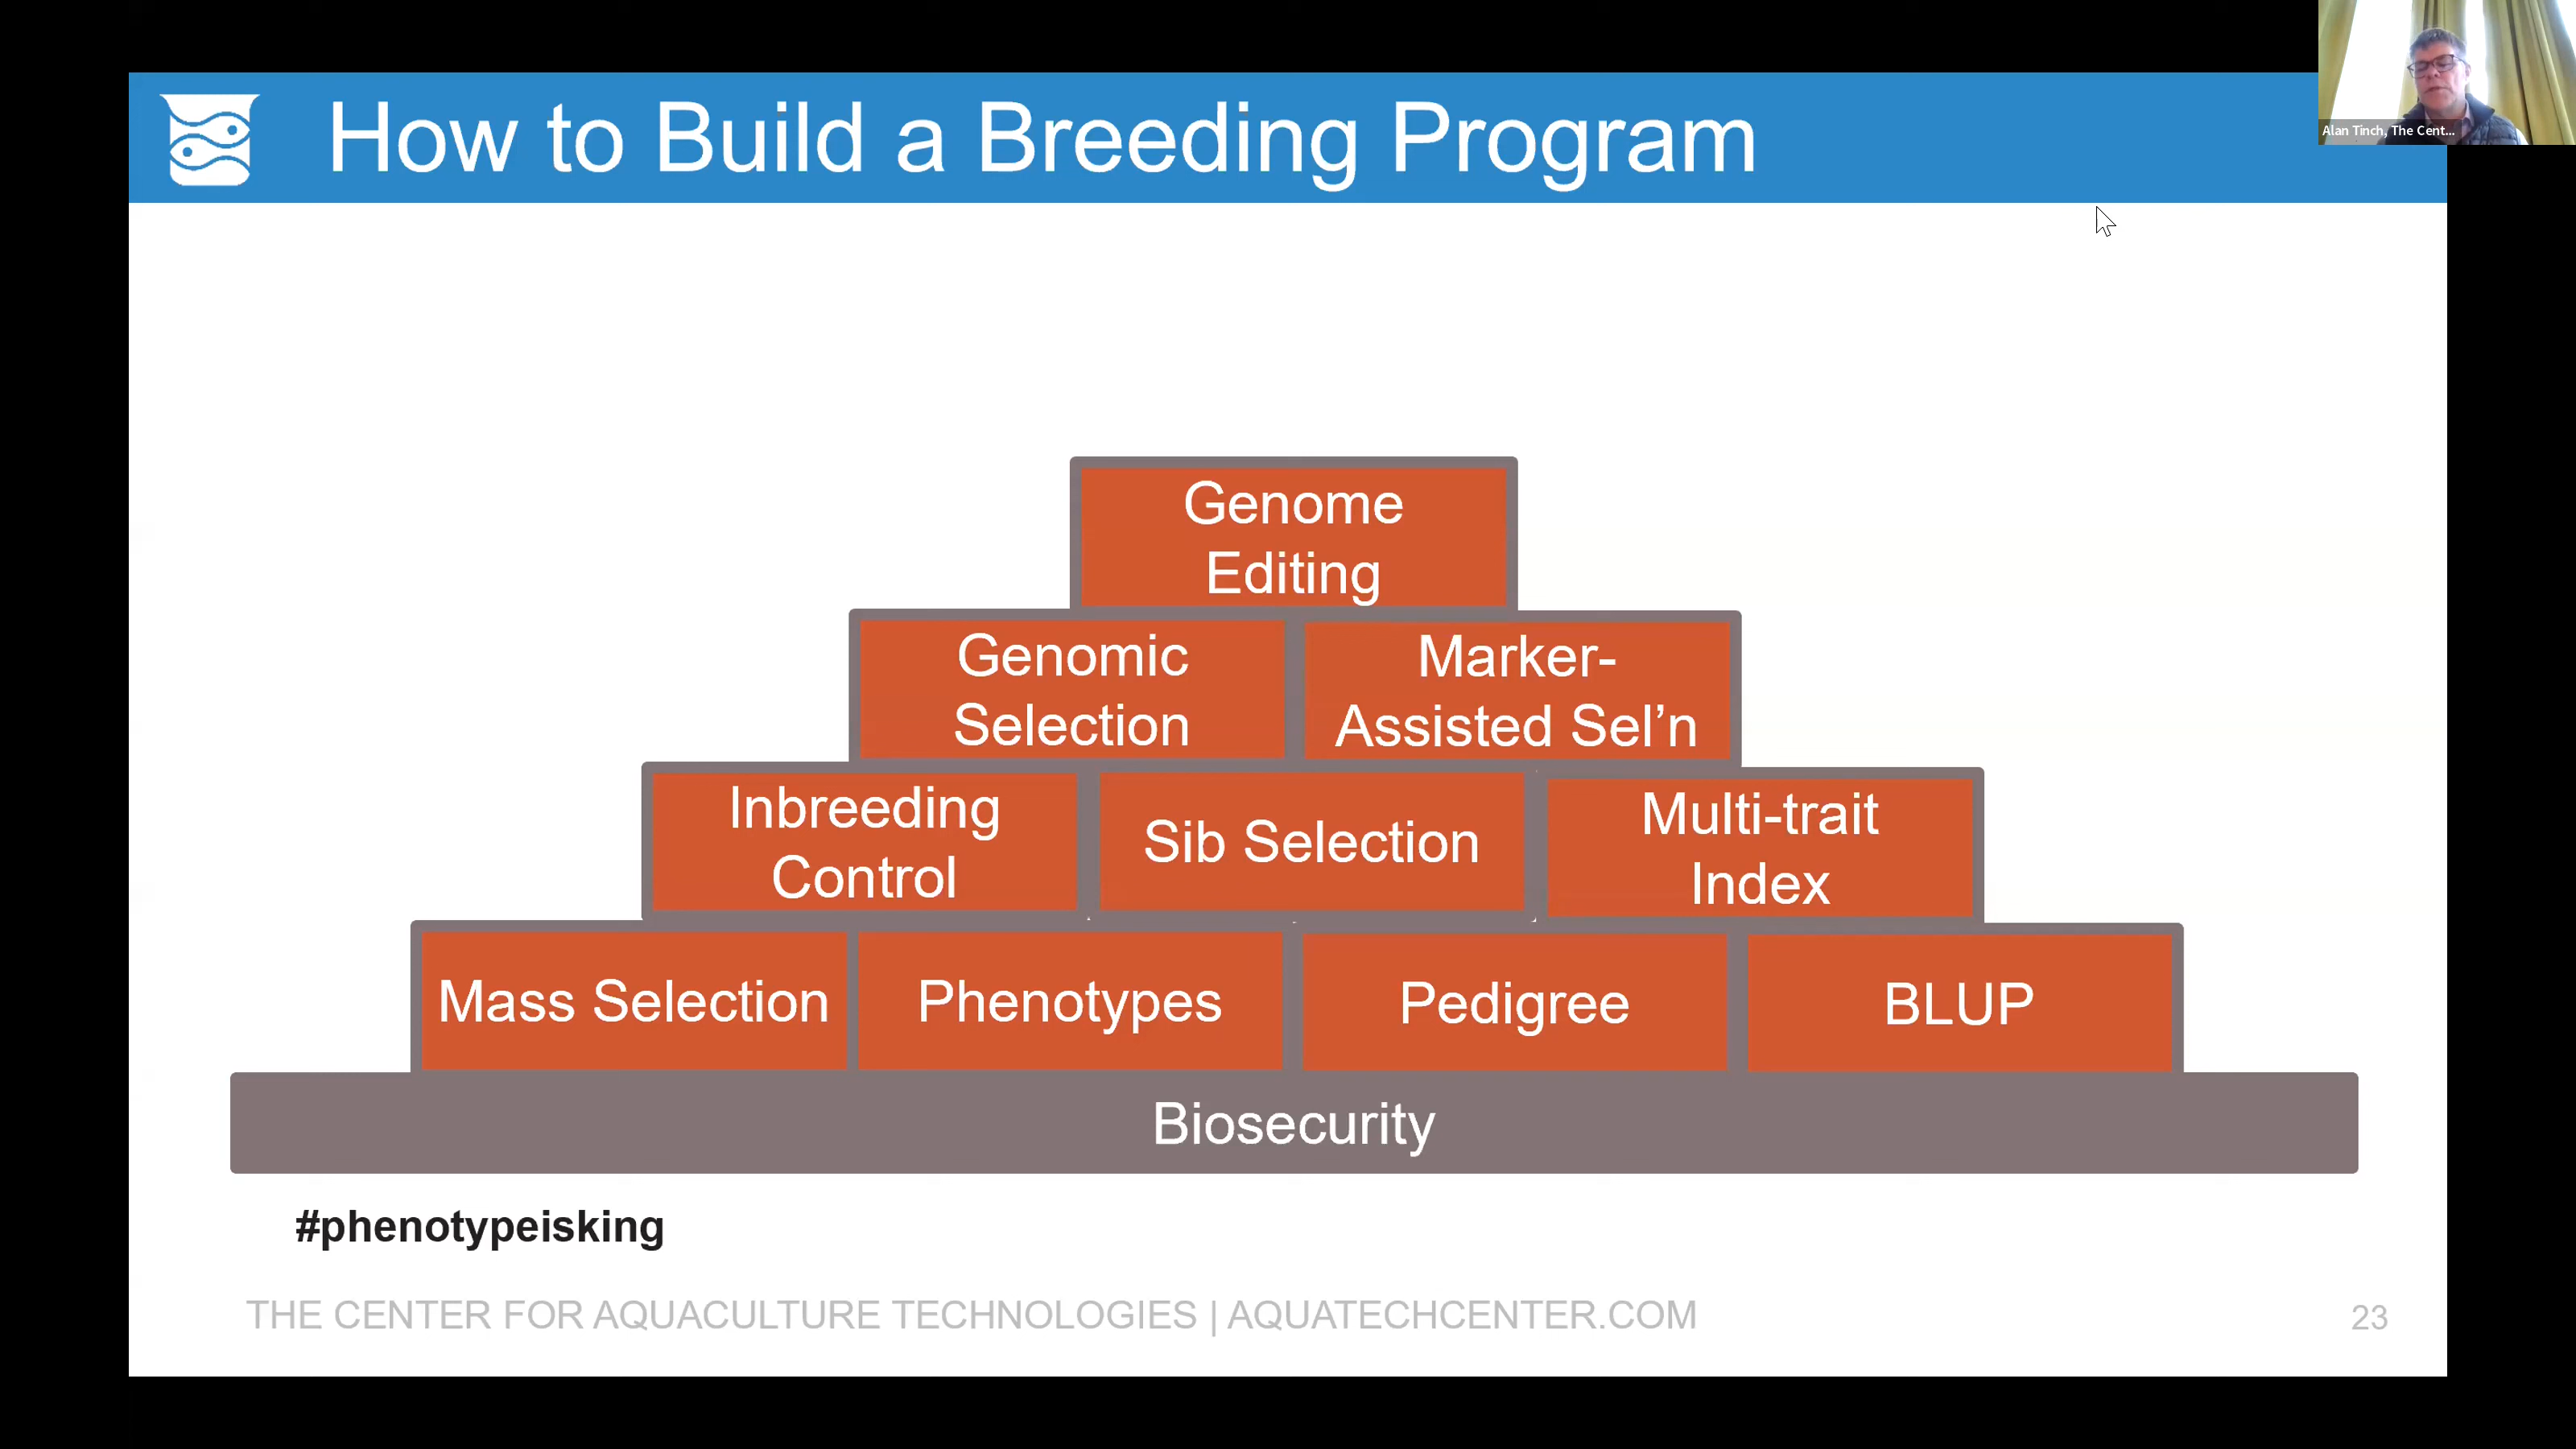 How to Build a Breeding Program
Alan Tinch, The Cent...
Genome
Editing
Genomic
Selection
Marker-
Assisted Sel’n
Inbreeding
Control
Sib Selection
Multi-trait
Index
Mass Selection
Phenotypes
Pedigree
BLUP
Biosecurity
#phenotypeisking
THE CENTER FOR AQUACULTURE TECHNOLOGIES | AQUATECHCENTER.COM
23